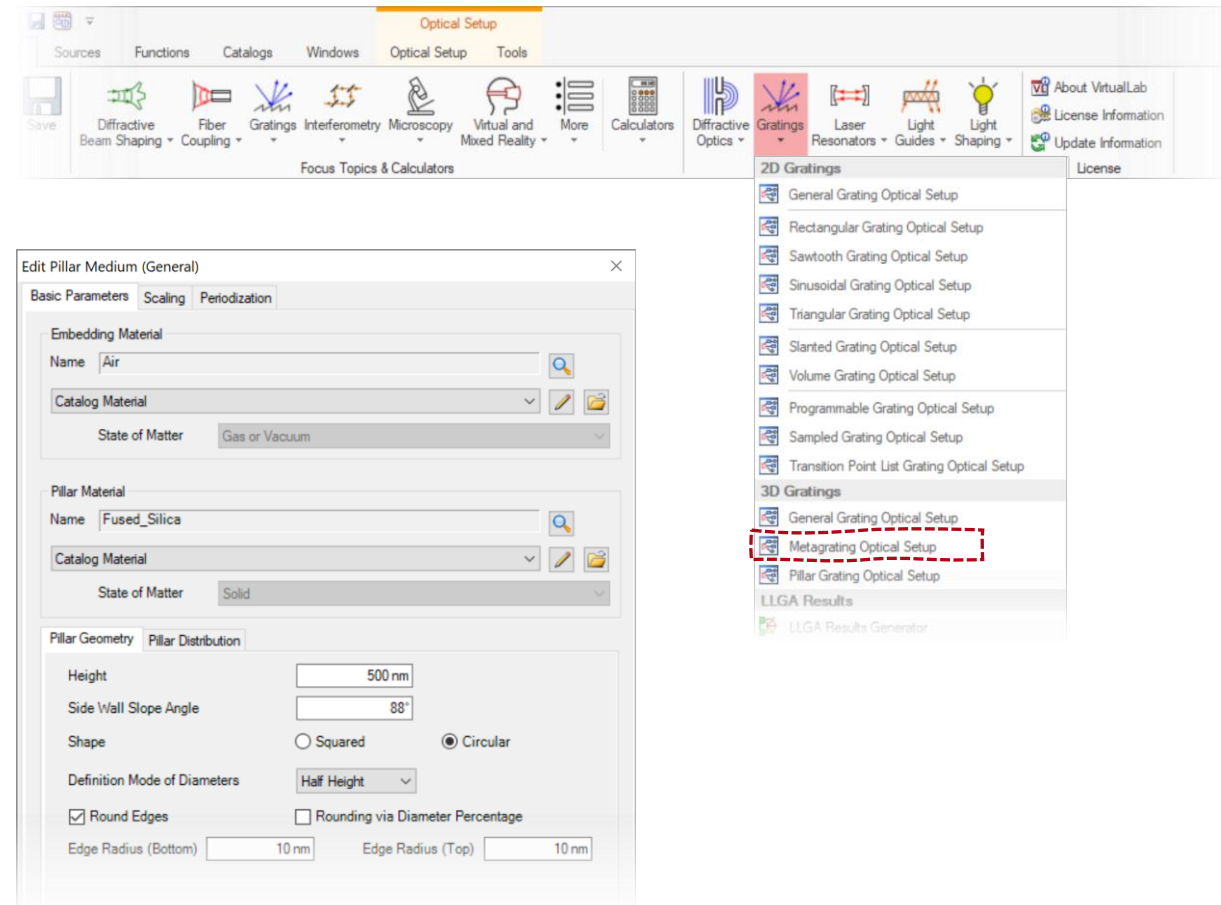 Optical Setup
Sources Functions Catalogs Windows Optical Setup Tools
Save
Diffractive Beam Shaping
Fiber Coupling
Gratings
Interferometry
Microscopy
Virtual and Mixed Reality
More
Calculators
Diffractive Optics
Gratings
Laser Resonators
Light Guides
Light Shaping
About VirtualLab
License Information
Update Information
Focus Topics & Calculators
License
2D Gratings
General Grating Optical Setup
Rectangular Grating Optical Setup
Sawtooth Grating Optical Setup
Sinusoidal Grating Optical Setup
Triangular Grating Optical Setup
Slanted Grating Optical Setup
Volume Grating Optical Setup
Programmable Grating Optical Setup
Sampled Grating Optical Setup
Transition Point List Grating Optical Setup
3D Gratings
General Grating Optical Setup
Metagrating Optical Setup
Pillar Grating Optical Setup
LLGA Results
LLGA Results Generator
Edit Pillar Medium (General)
Basic Parameters Scaling Periodization
Embedding Material
Name Air
Catalog Material
State of Matter Gas or Vacuum
Pillar Material
Name Fused_Silica
Catalog Material
State of Matter Solid
Pillar Geometry Pillar Distribution
Height 500 nm
Side Wall Slope Angle 88°
Shape Squared Circular
Definition Mode of Diameters Half Height
Round Edges Rounding via Diameter Percentage
Edge Radius (Bottom) 10 nm Edge Radius (Top) 10 nm